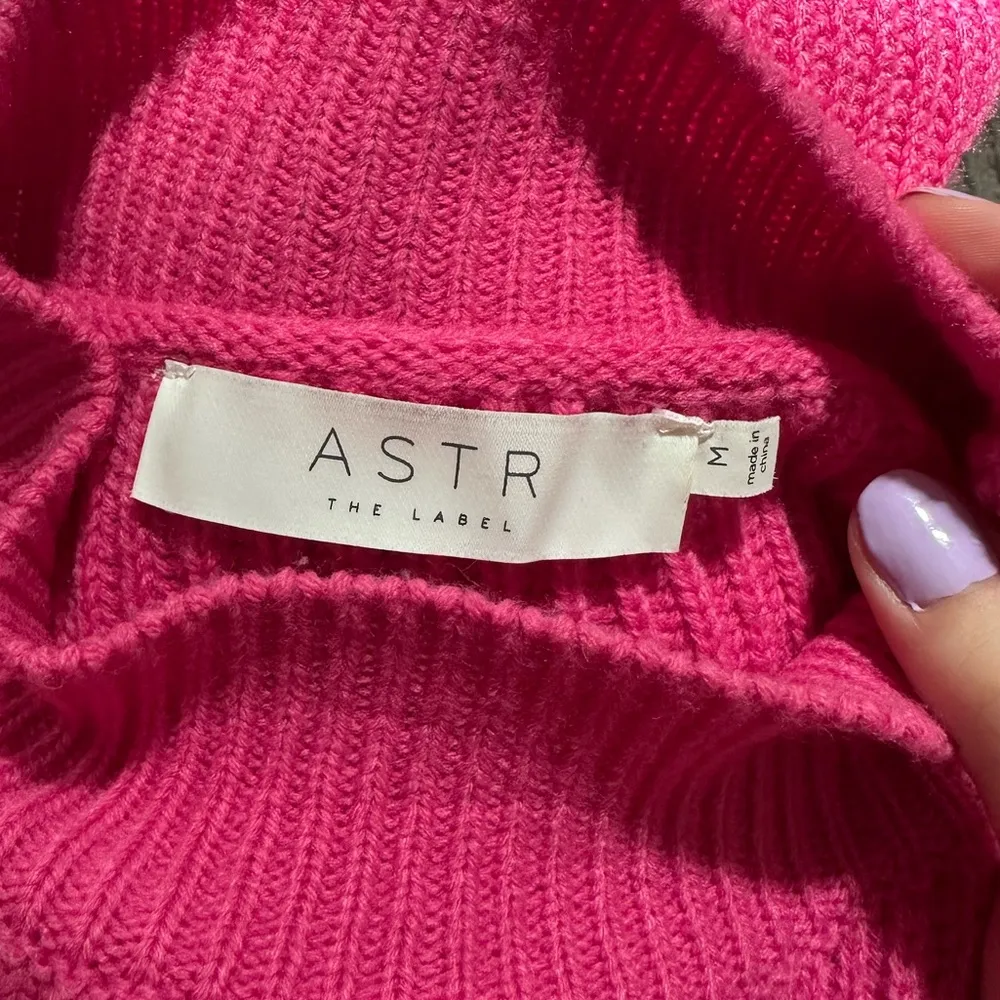 ASTR
THE LABEL
M
made in
china